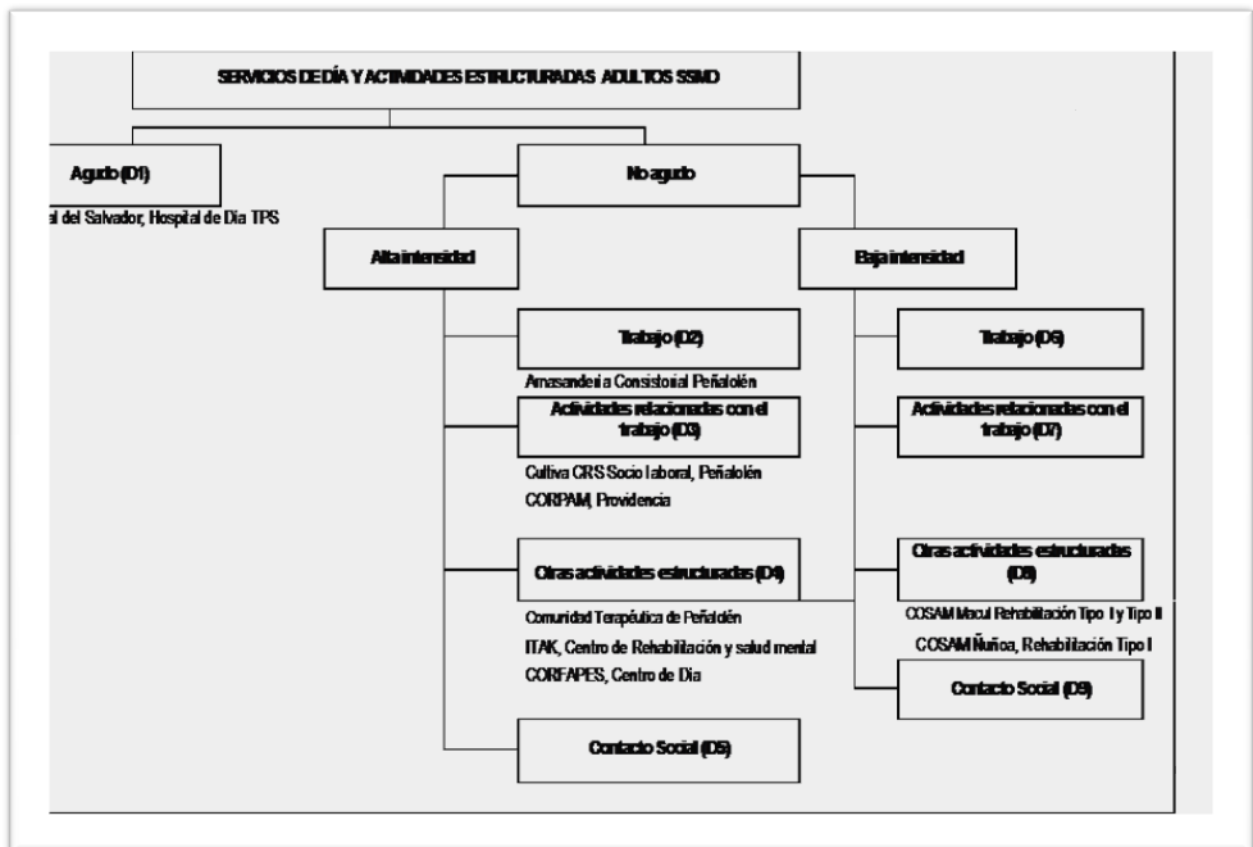 SERVICIOS DE DÍA Y ACTIVIDADES ESTRUCTURADAS ADULTOS SSMO
Agudo (D1)
al del Salvador, Hospital de Día TPS
No agudo
Alta intensidad
Baja intensidad
Trabajo (D2)
Amasandería Consistorial Peñalolén
Actividades relacionadas con el
trabajo (D3)
Cultiva CRS Socio laboral, Peñalolén
CORPAM, Providencia
Otras actividades estructuradas (D4)
Comunidad Terapéutica de Peñalolén
ITAK, Centro de Rehabilitación y salud mental
CORFAPES, Centro de Dia
Contacto Social (D5)
Trabajo (D6)
Actividades relacionadas con el
trabajo (D7)
Otras actividades estructuradas
(D8)
COSAM Macul Rehabilitación Tipo I y Tipo II
COSAM Ñuñoa, Rehabilitación Tipo I
Contacto Social (D9)